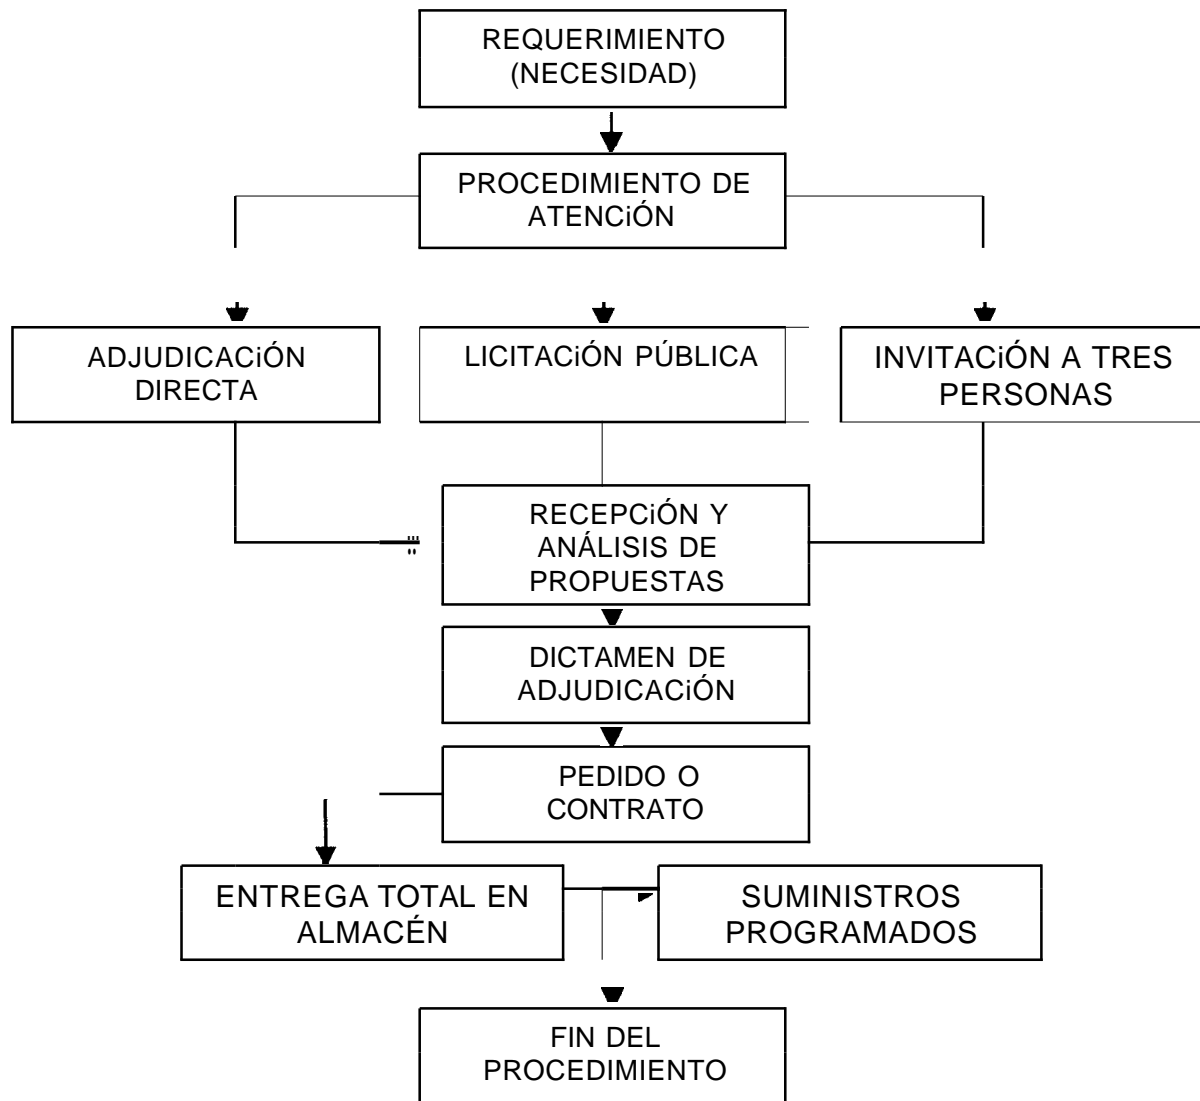 REQUERIMIENTO
(NECESIDAD)
PROCEDIMIENTO DE
ATENCiÓN
ADJUDICACiÓN
DIRECTA
LICITACiÓN PÚBLICA
INVITACiÓN A TRES
PERSONAS
RECEPCiÓN Y
ANÁLISIS DE
PROPUESTAS
DICTAMEN DE
ADJUDICACiÓN
PEDIDO O
CONTRATO
ENTREGA TOTAL EN
ALMACÉN
SUMINISTROS
PROGRAMADOS
FIN DEL
PROCEDIMIENTO